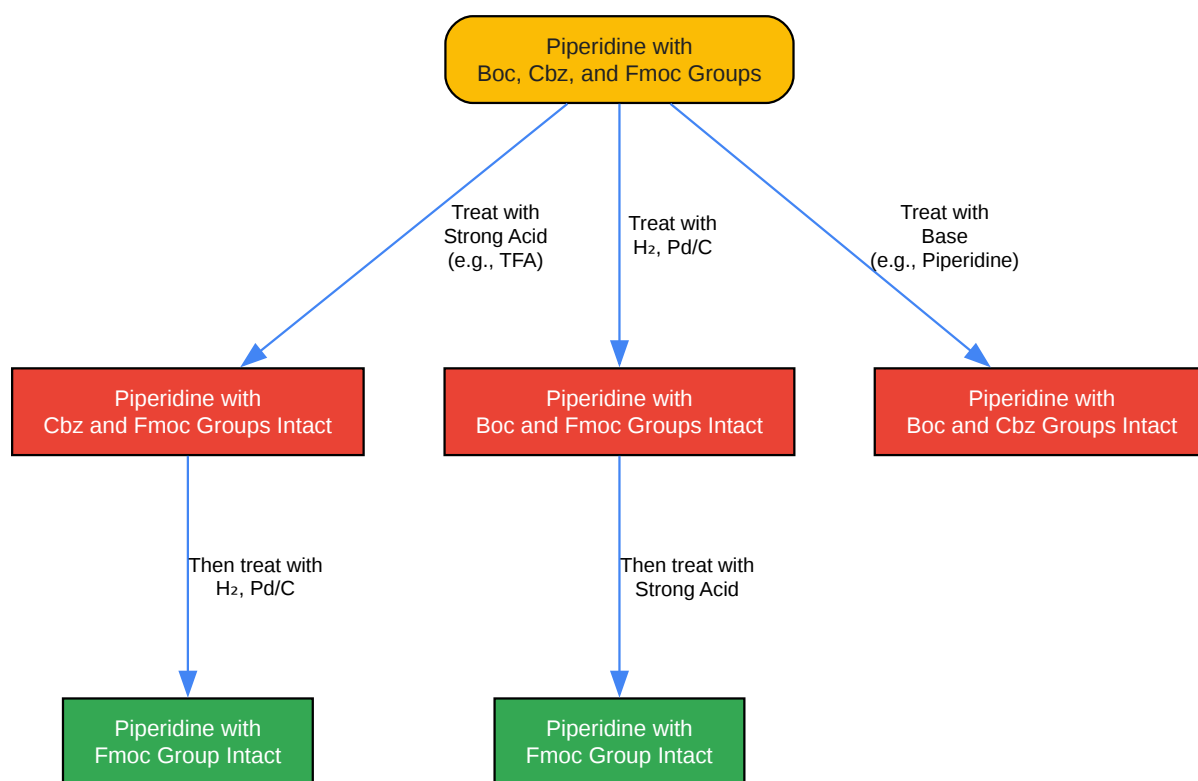 Piperidine with
Boc, Cbz, and Fmoc Groups
Treat with
Strong Acid
(e.g., TFA)
Treat with
H₂, Pd/C
Treat with
Base
(e.g., Piperidine)
Piperidine with
Cbz and Fmoc Groups Intact
Piperidine with
Boc and Fmoc Groups Intact
Piperidine with
Boc and Cbz Groups Intact
Then treat with
H₂, Pd/C
Then treat with
Strong Acid
Piperidine with
Fmoc Group Intact
Piperidine with
Fmoc Group Intact